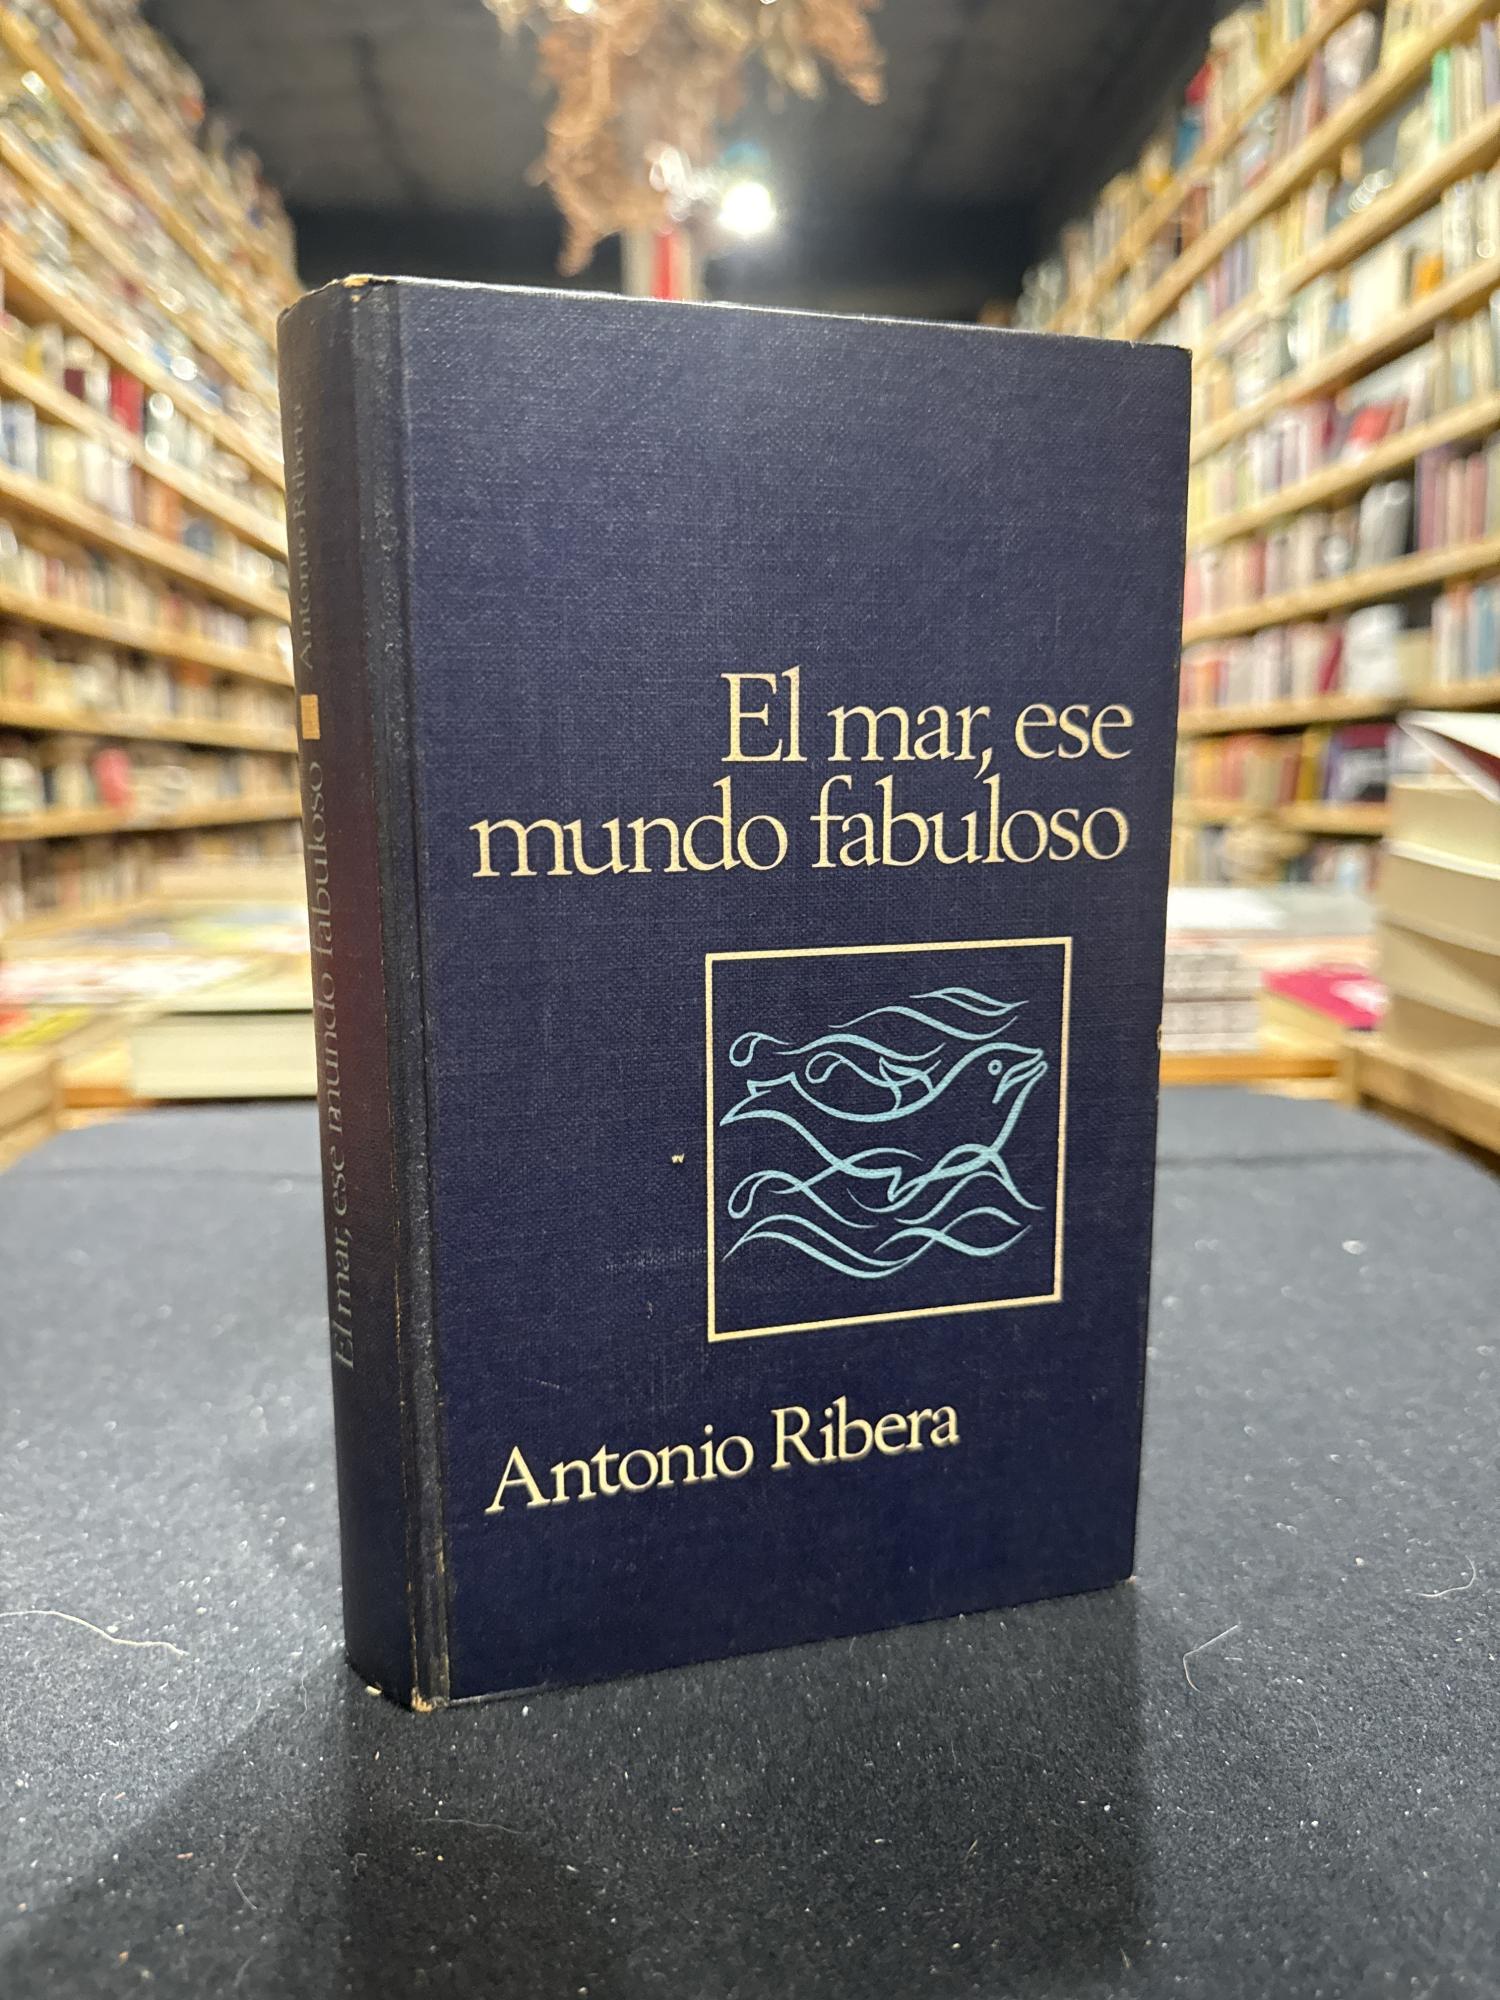 El mar, ese
mundo fabuloso
Antonio Ribera
El mar, ese mundo fabuloso Antonio Ribera